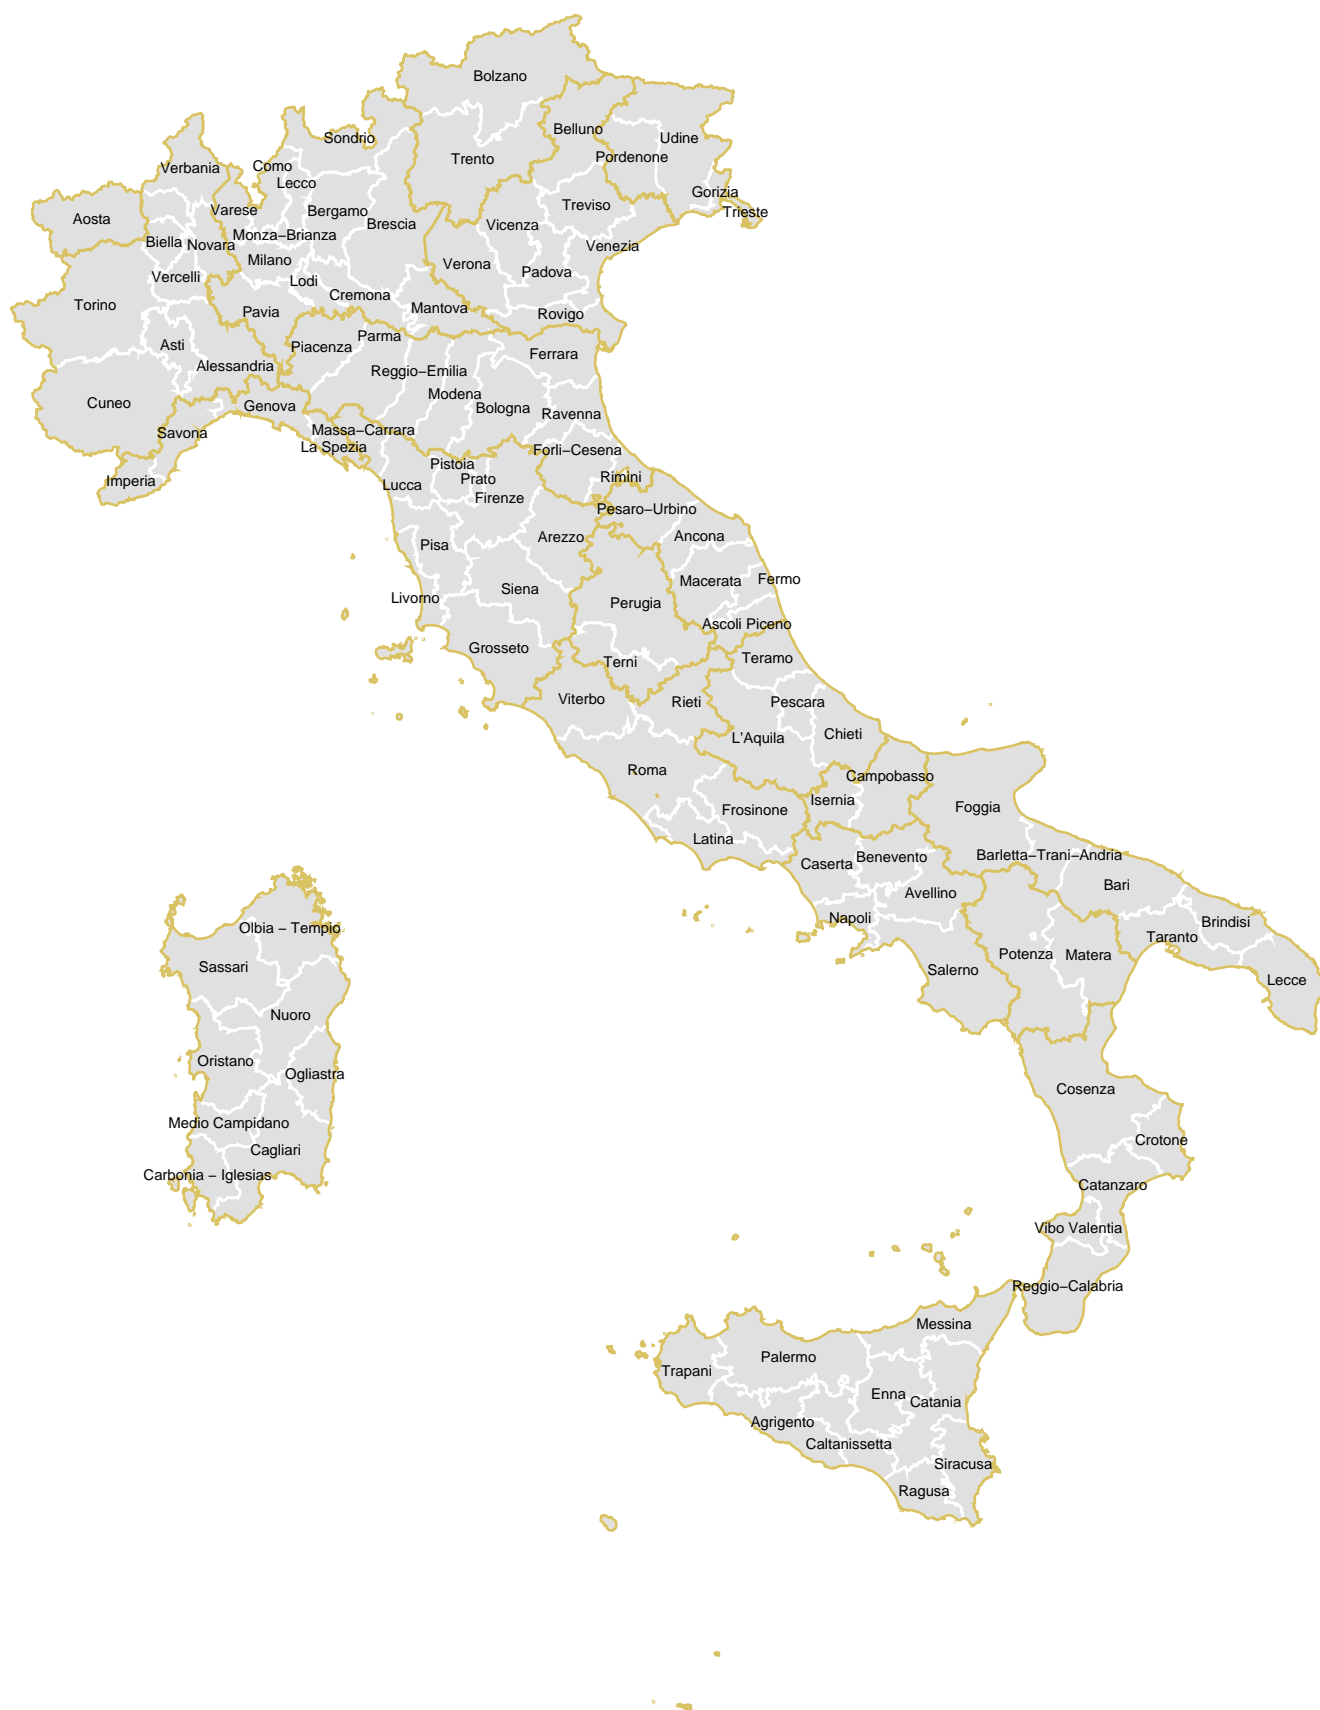 Bolzano
Belluno
Udine
Sondrio
Trento
Pordenone
Como
Verbania
Lecco
Gorizia
Treviso
Trieste
Varese
Bergamo
Aosta
Brescia
Vicenza
Monza−Brianza
Biella
Novara
Venezia
Milano
Verona
Padova
Vercelli
Lodi
Cremona
Torino
Mantova
Pavia
Rovigo
Parma
Asti
Piacenza
Ferrara
Alessandria
Reggio−Emilia
Modena
Cuneo
Genova
Bologna
Ravenna
Savona
Massa−Carrara
La Spezia
Forli−Cesena
Pistoia
Imperia
Prato
Rimini
Lucca
Firenze
Pesaro−Urbino
Arezzo
Ancona
Pisa
Macerata
Fermo
Siena
Livorno
Perugia
Ascoli Piceno
Grosseto
Terni
Teramo
Viterbo
Rieti
Pescara
L'Aquila
Chieti
Roma
Campobasso
Isernia
Frosinone
Foggia
Latina
Caserta
Benevento
Barletta−Trani−Andria
Bari
Avellino
Napoli
Brindisi
Olbia − Tempio
Taranto
Potenza
Matera
Sassari
Salerno
Lecce
Nuoro
Oristano
Ogliastra
Cosenza
Medio Campidano
Crotone
Cagliari
Carbonia − Iglesias
Catanzaro
Vibo Valentia
Reggio−Calabria
Messina
Palermo
Trapani
Enna
Catania
Agrigento
Caltanissetta
Siracusa
Ragusa